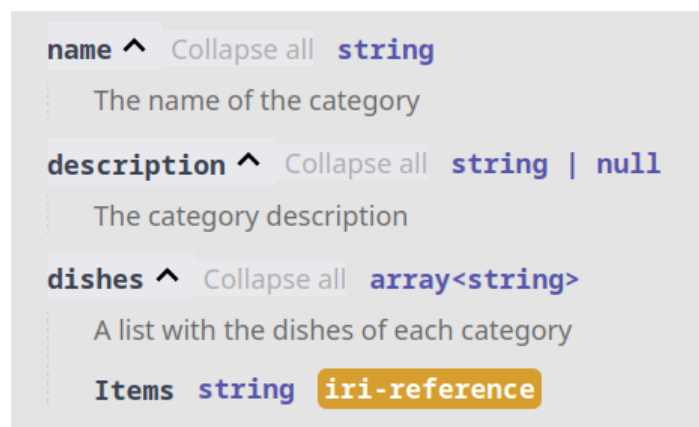 name Collapse all string
The name of the category
description Collapse all string | null
The category description
dishes Collapse all array<string>
A list with the dishes of each category
Items string iri-reference